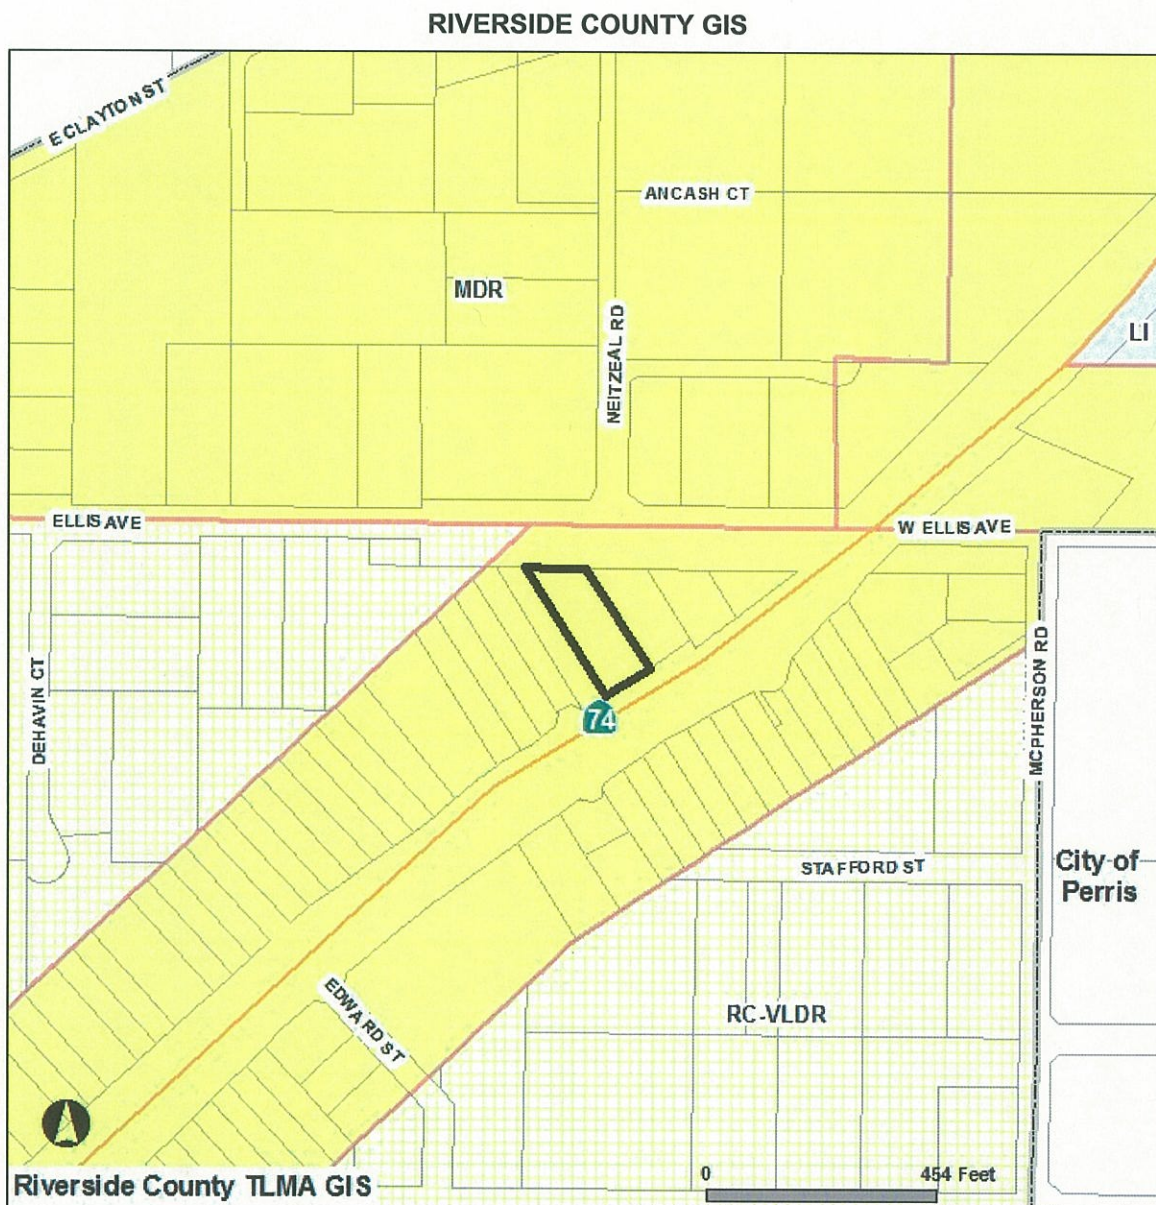 RIVERSIDE COUNTY GIS
E CLAYTON ST
ANCASH CT
MDR
NEITZEAL RD
LI
ELLIS AVE
W ELLIS AVE
DEHAVIN CT
MCPHERSON RD
74
STAFFORD ST
City of
Perris
EDWARD ST
RC-VLDR
Riverside County TLMA GIS
0
454 Feet